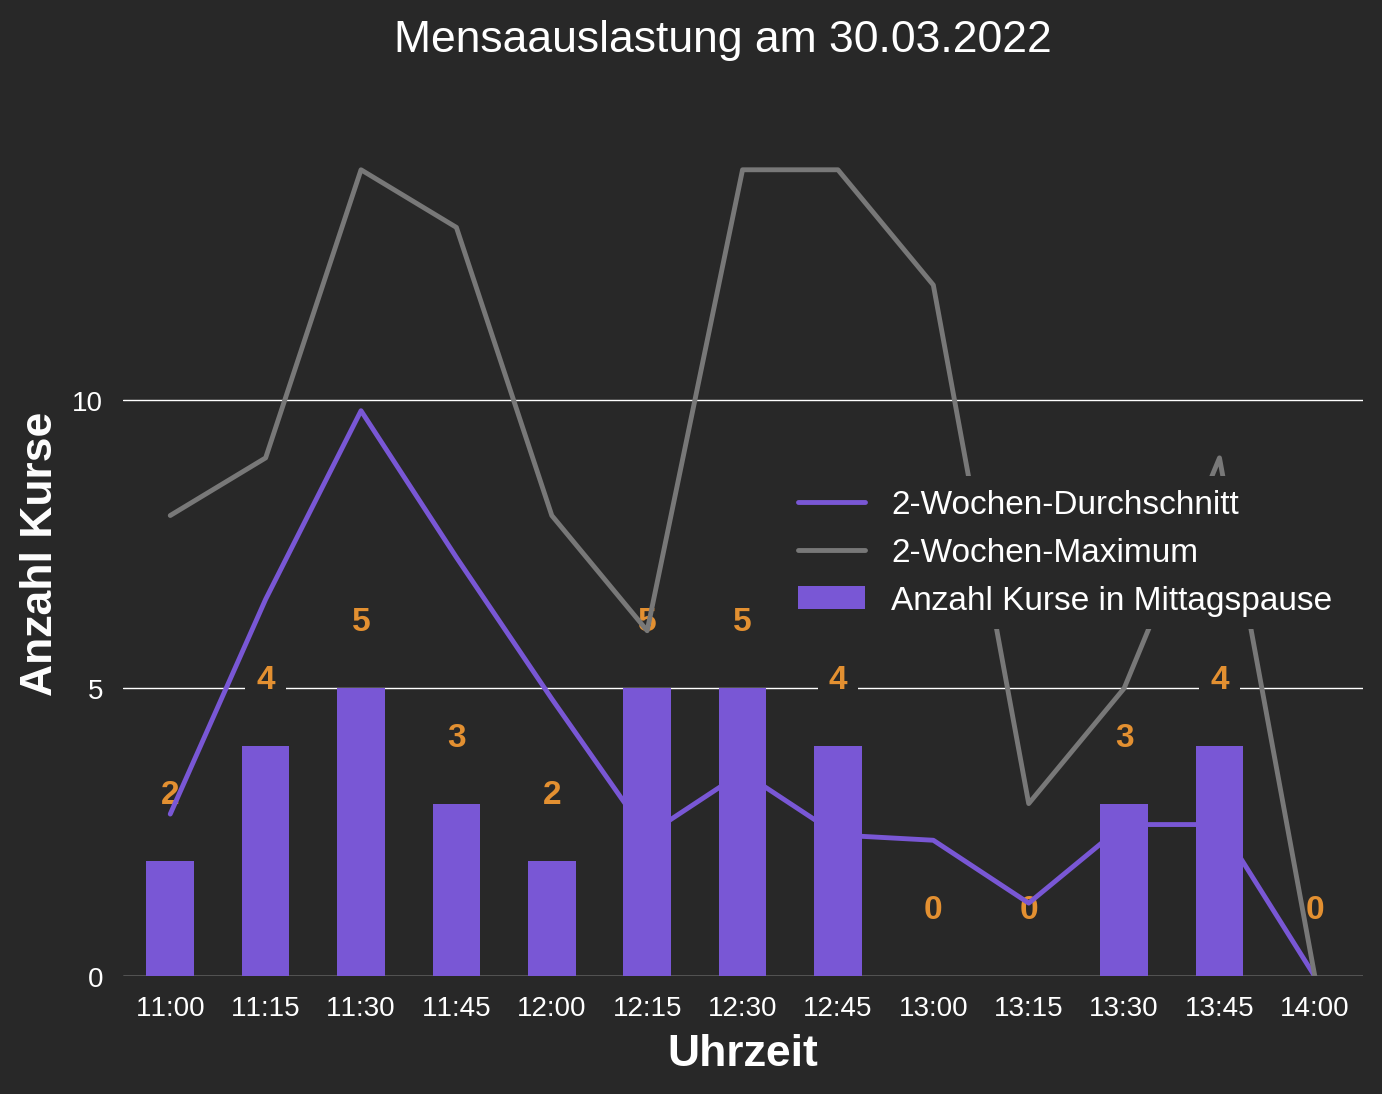 Mensaauslastung am 30.03.2022
Anzahl Kurse
10
5
0
2-Wochen-Durchschnitt
2-Wochen-Maximum
Anzahl Kurse in Mittagspause
2
4
5
3
2
5
5
4
0
0
3
4
0
11:00 11:15 11:30 11:45 12:00 12:15 12:30 12:45 13:00 13:15 13:30 13:45 14:00
Uhrzeit